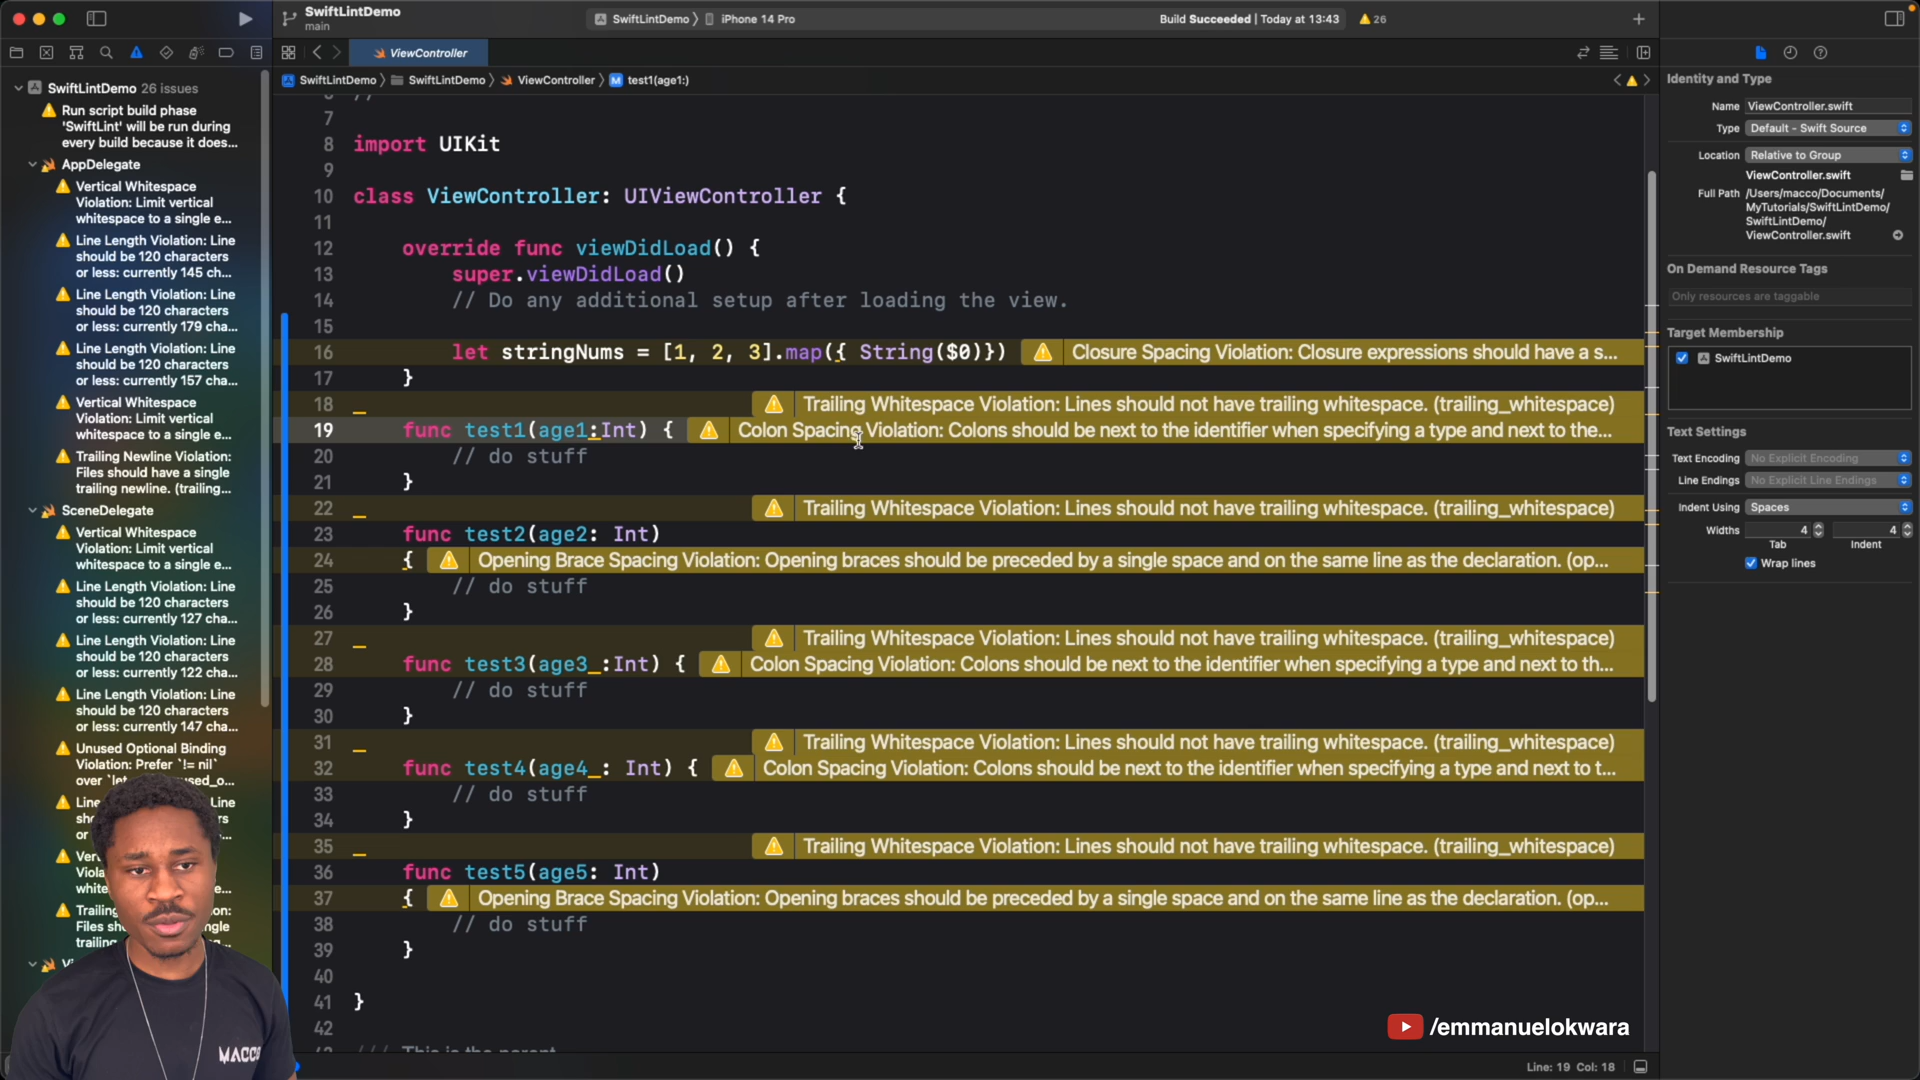 SwiftLintDemo
main
SwiftLintDemo
iPhone 14 Pro
Build Succeeded | Today at 13:43
26
ViewController
SwiftLintDemo
SwiftLintDemo
ViewController
M
test1(age1:)
SwiftLintDemo 26 issues
Run script build phase
'SwiftLint' will be run during
every build because it does...
AppDelegate
Vertical Whitespace
Violation: Limit vertical
whitespace to a single e...
Line Length Violation: Line
should be 120 characters
or less: currently 145 ch...
Line Length Violation: Line
should be 120 characters
or less: currently 179 cha...
Line Length Violation: Line
should be 120 characters
or less: currently 157 cha...
Vertical Whitespace
Violation: Limit vertical
whitespace to a single e...
Trailing Newline Violation:
Files should have a single
trailing newline. (trailing...
SceneDelegate
Vertical Whitespace
Violation: Limit vertical
whitespace to a single e...
Line Length Violation: Line
should be 120 characters
or less: currently 127 cha...
Line Length Violation: Line
should be 120 characters
or less: currently 122 cha...
Line Length Violation: Line
should be 120 characters
or less: currently 147 cha...
Unused Optional Binding
Violation: Prefer `!= nil`
7
8 import UIKit
9
10 class ViewController: UIViewController {
11
12 override func viewDidLoad() {
13 super.viewDidLoad()
14 // Do any additional setup after loading the view.
15
16 let stringNums = [1, 2, 3].map({ String($0)}) Closure Spacing Violation: Closure expressions should have a s...
17 }
18 Trailing Whitespace Violation: Lines should not have trailing whitespace. (trailing_whitespace)
19 func test1(age1:Int) { Colon Spacing Violation: Colons should be next to the identifier when specifying a type and next to the...
20 // do stuff
21 }
22 Trailing Whitespace Violation: Lines should not have trailing whitespace. (trailing_whitespace)
23 func test2(age2: Int)
24 { Opening Brace Spacing Violation: Opening braces should be preceded by a single space and on the same line as the declaration. (op...
25 // do stuff
26 }
27 Trailing Whitespace Violation: Lines should not have trailing whitespace. (trailing_whitespace)
28 func test3(age3 :Int) { Colon Spacing Violation: Colons should be next to the identifier when specifying a type and next to th...
29 // do stuff
30 }
31 Trailing Whitespace Violation: Lines should not have trailing whitespace. (trailing_whitespace)
32 func test4(age4 : Int) { Colon Spacing Violation: Colons should be next to the identifier when specifying a type and next to t...
33 // do stuff
34 }
35 Trailing Whitespace Violation: Lines should not have trailing whitespace. (trailing_whitespace)
36 func test5(age5: Int)
37 { Opening Brace Spacing Violation: Opening braces should be preceded by a single space and on the same line as the declaration. (op...
38 // do stuff
39 }
40
41 }
42
/emmanuelokwara
Line: 19 Col: 18
Identity and Type
Name ViewController.swift
Type Default - Swift Source
Location Relative to Group
ViewController.swift
Full Path /Users/macco/Documents/
MyTutorials/SwiftLintDemo/
SwiftLintDemo/
ViewController.swift
On Demand Resource Tags
Only resources are taggable
Target Membership
SwiftLintDemo
Text Settings
Text Encoding No Explicit Encoding
Line Endings No Explicit Line Endings
Indent Using Spaces
Widths 4 4
Tab Indent
Wrap lines